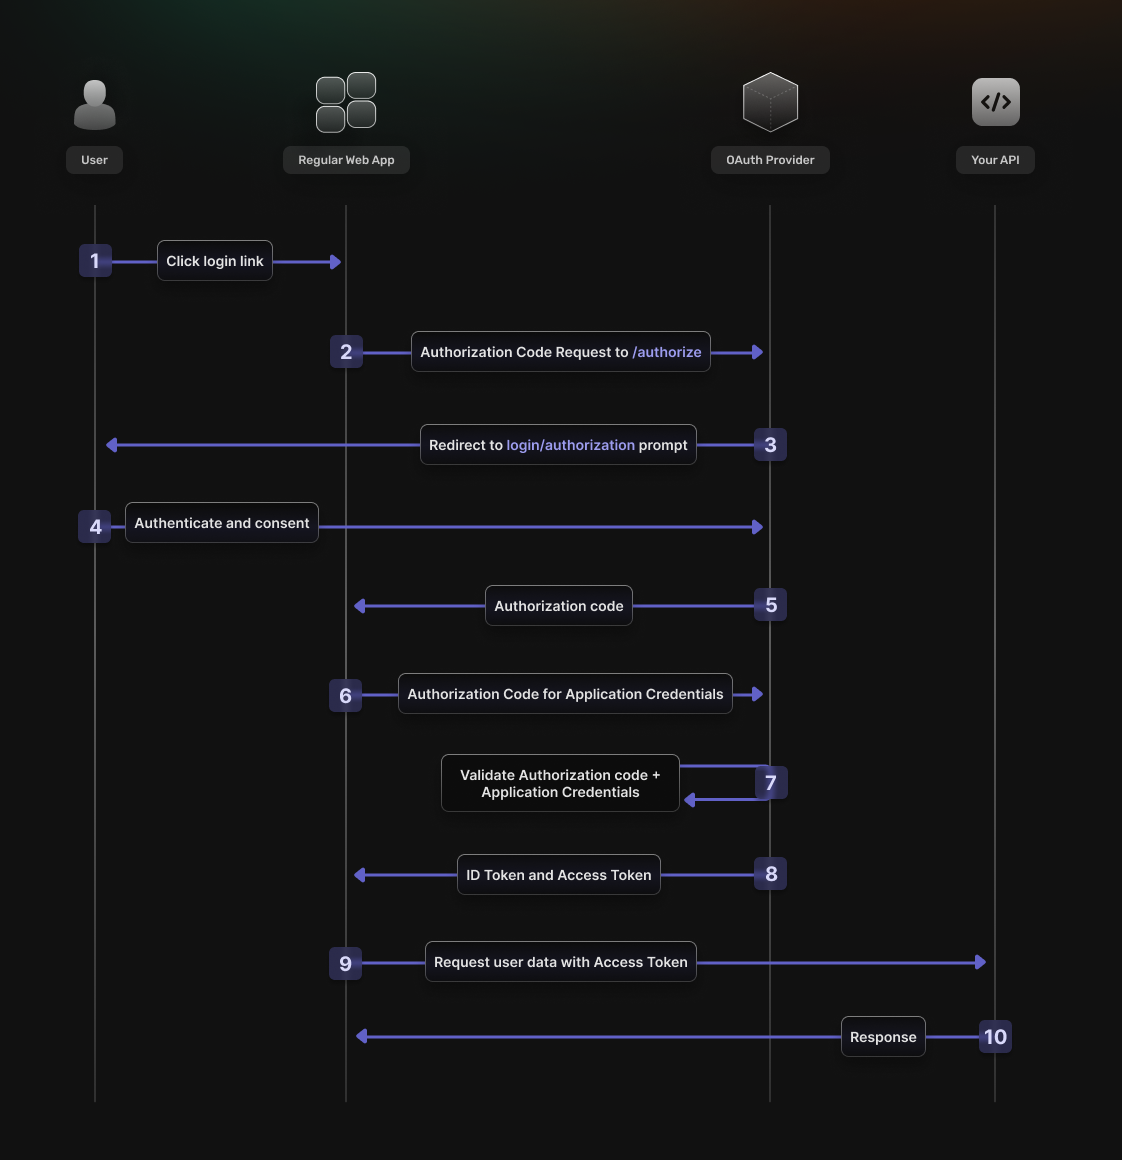 User
Regular Web App
OAuth Provider
</>
Your API
1
Click login link
2
Authorization Code Request to /authorize
Redirect to login/authorization prompt
3
4
Authenticate and consent
Authorization code
5
6
Authorization Code for Application Credentials
Validate Authorization code +
Application Credentials
7
ID Token and Access Token
8
9
Request user data with Access Token
Response
10